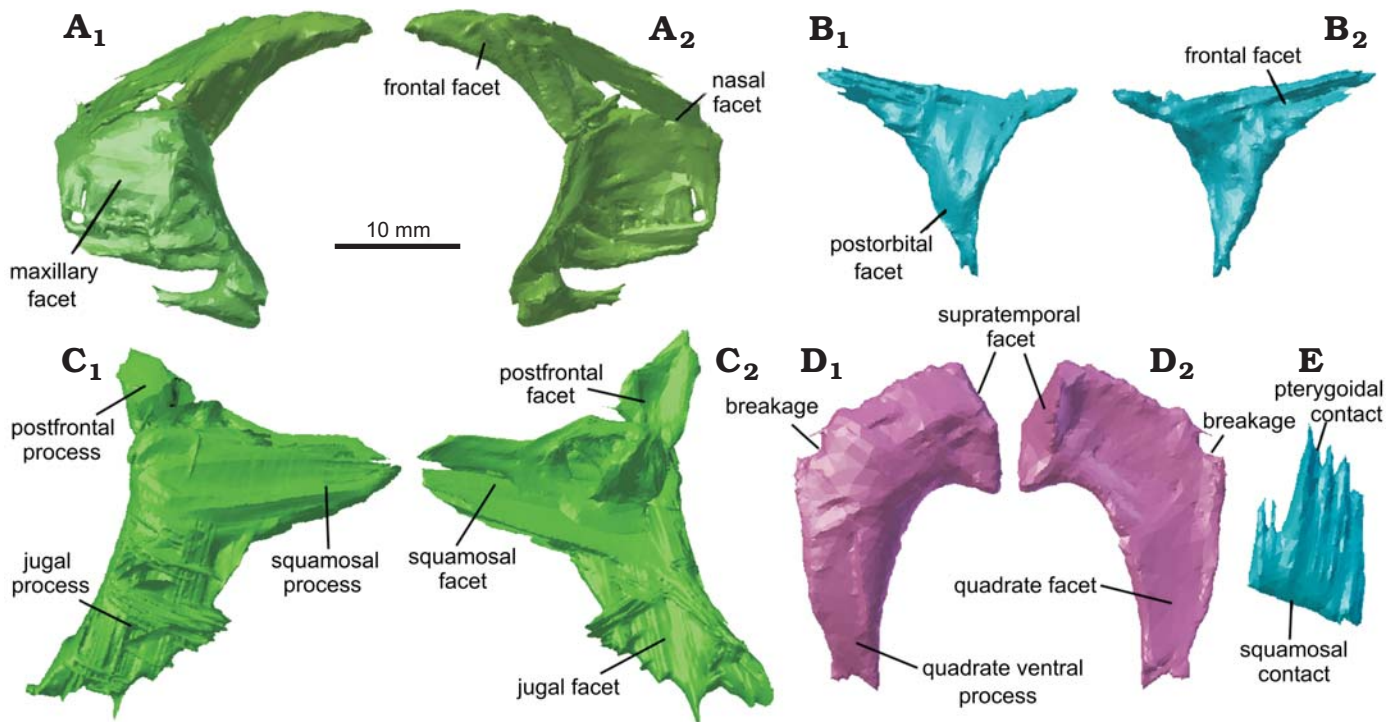 A1
A2
frontal facet
nasal
facet
10 mm
maxillary
facet
B1
B2
frontal facet
postorbital
facet
C1
C2
postfrontal
process
jugal
process
squamosal
process
postfrontal
facet
squamosal
facet
jugal facet
D1
D2
supratemporal
facet
breakage
breakage
quadrate facet
quadrate ventral
process
E
pterygoidal
contact
squamosal
contact